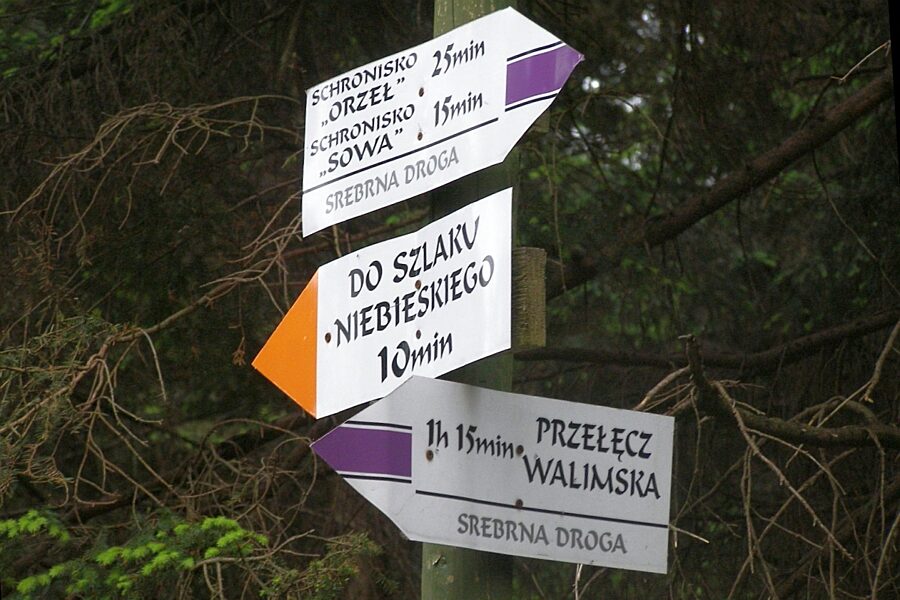 SCHRONISKO 25min
„ORZEŁ”
SCHRONISKO 15min
„SOWA”
SREBRNA DROGA
DO SZLAKU
NIEBIESKIEGO
10min
1h 15min PRZEŁĘCZ
WALIMSKA
SREBRNA DROGA